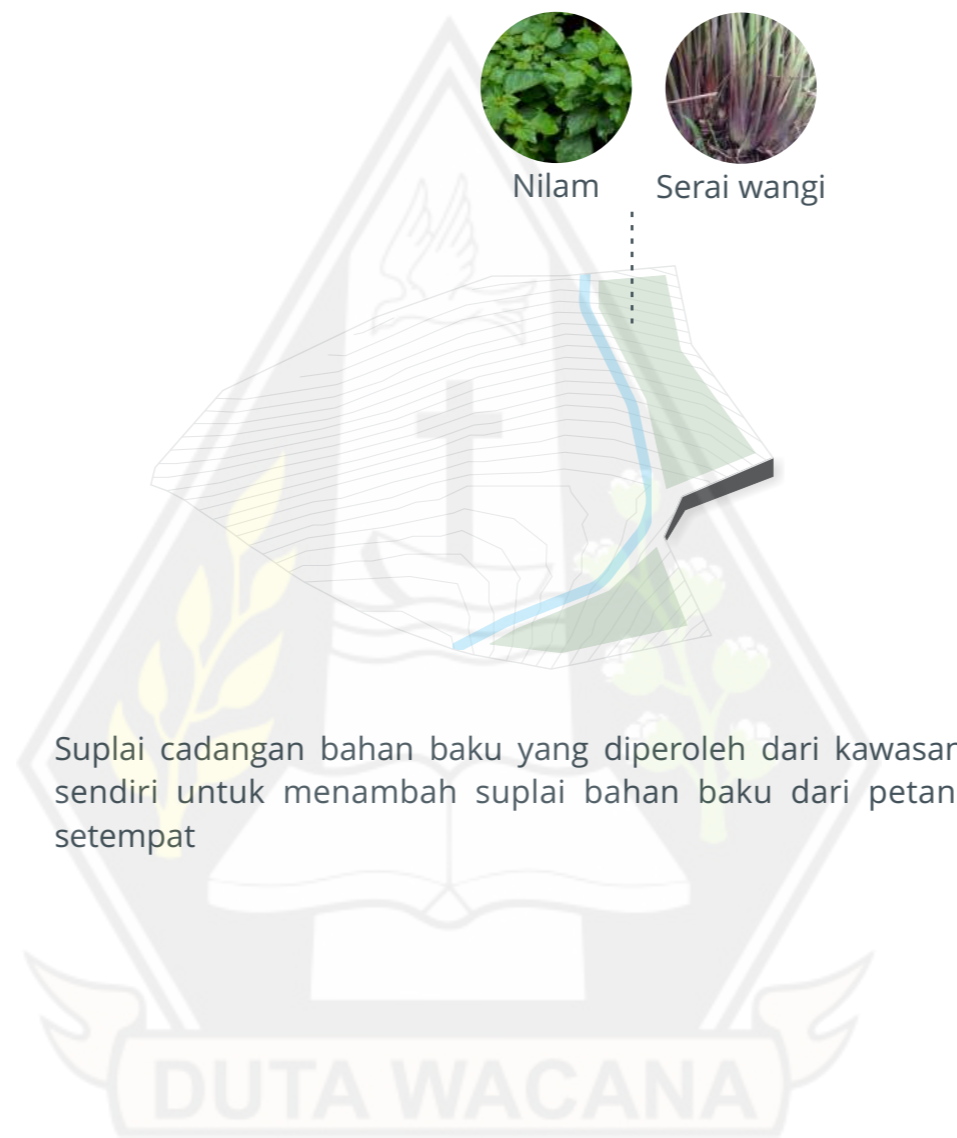 Nilam
Serai wangi
Suplai cadangan bahan baku yang diperoleh dari kawasan
sendiri untuk menambah suplai bahan baku dari petan
setempat
DUTA WACANA